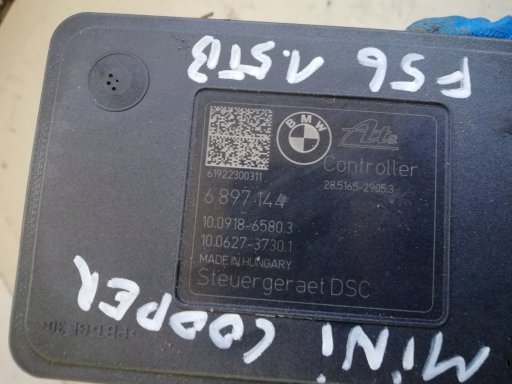 F56 1.5TB
61922300311
BMW
Ate
Controller
28.5165-2905.3
6 897 144
10.0918-6580.3
10.0627-3730.1
MADE IN HUNGARY
Steuergeraet DSC
MINI COOPER